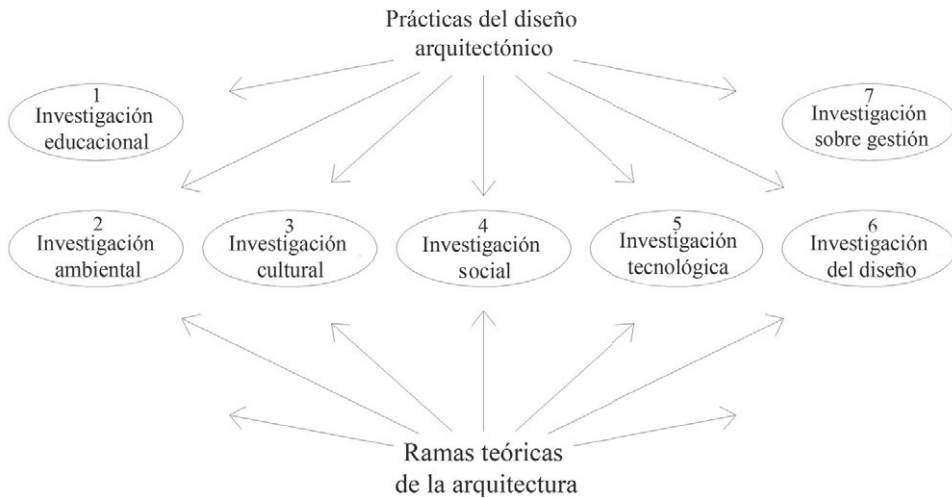 Prácticas del diseño
arquitectónico
1
Investigación
educacional
7
Investigación
sobre gestión
2
Investigación
ambiental
3
Investigación
cultural
4
Investigación
social
5
Investigación
tecnológica
6
Investigación
del diseño
Ramas teóricas
de la arquitectura